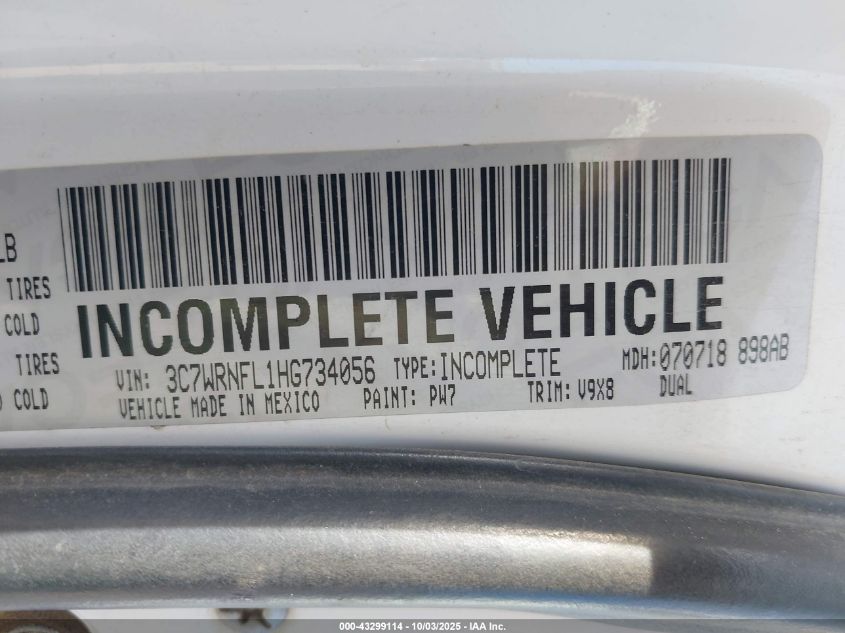 LB
TIRES
COLD
TIRES
COLD
INCOMPLETE VEHICLE
VIN: 3C7WRNFL1HG734056 TYPE: INCOMPLETE MDH: 070718 898AB
VEHICLE MADE IN MEXICO PAINT: PW7 TRIM: V9X8 DUAL
000-43299114 - 10/03/2025 - IAA Inc.